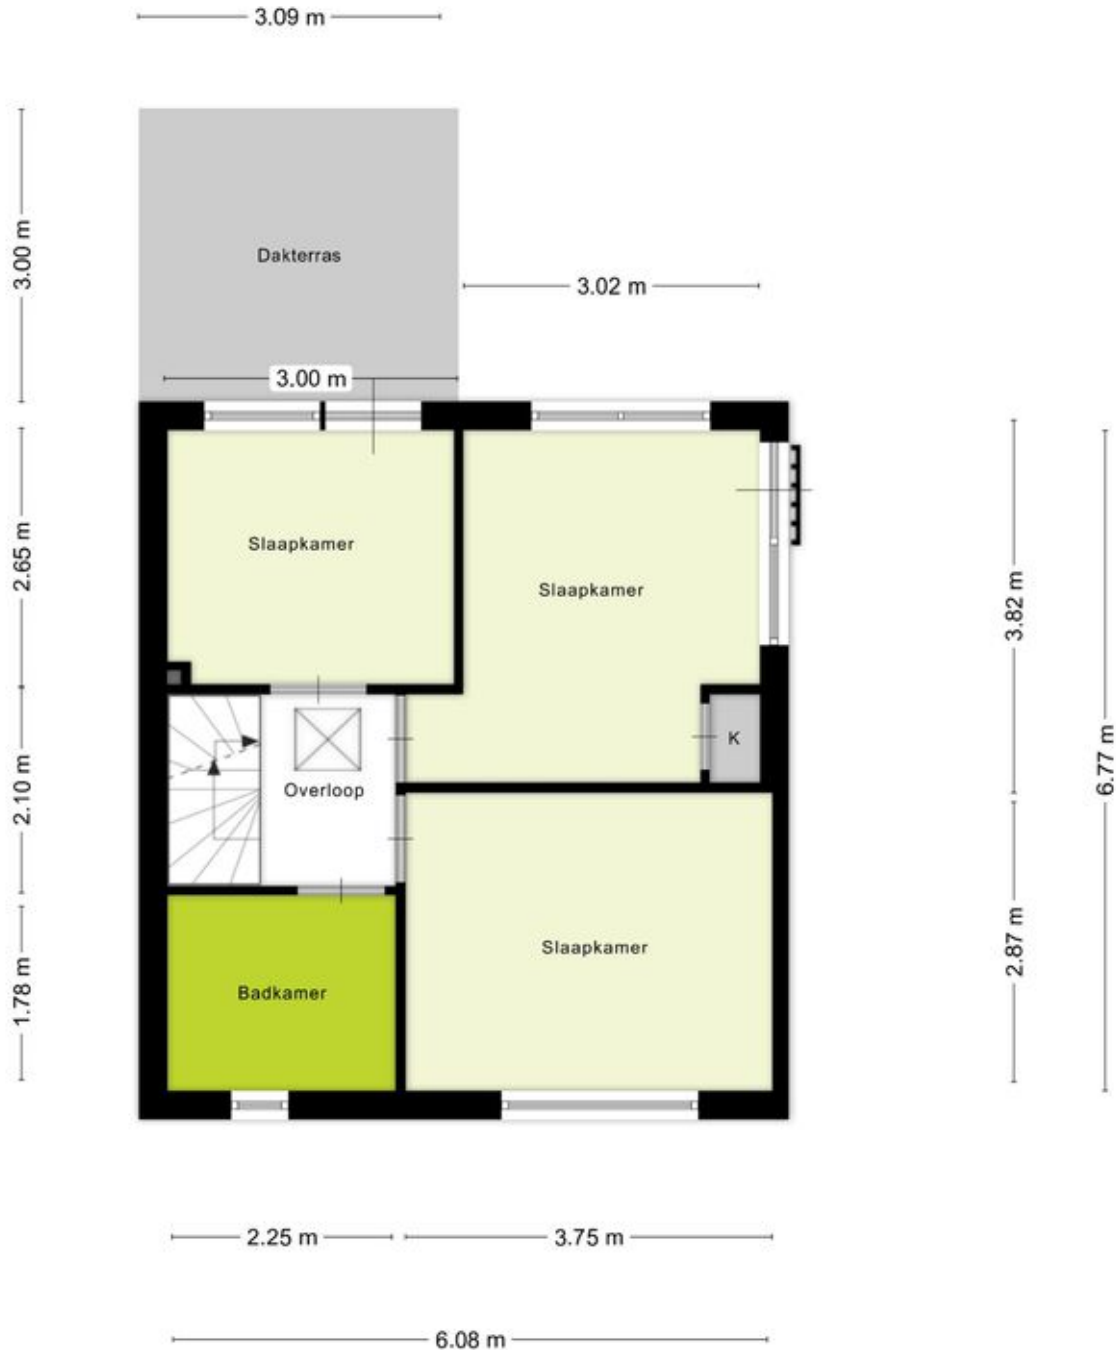 3.09 m
3.00 m
Dakterras
3.02 m
3.00 m
Slaapkamer
2.65 m
Slaapkamer
3.82 m
K
6.77 m
2.10 m
Overloop
Slaapkamer
2.87 m
1.78 m
Badkamer
2.25 m
3.75 m
6.08 m